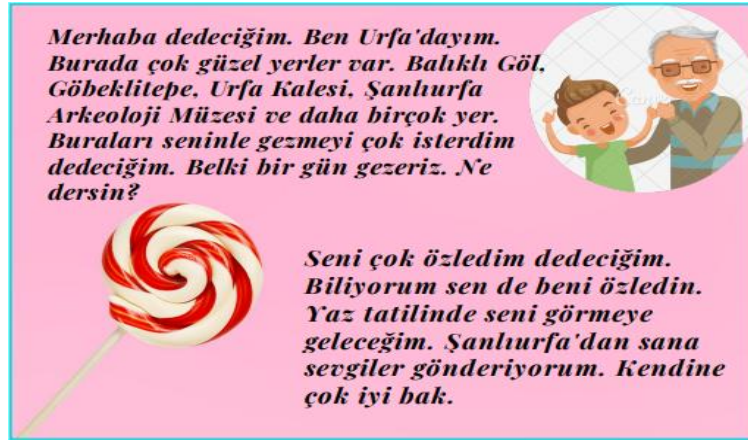 Merhaba dedeciğim. Ben Urfa'dayım.
Burada çok güzel yerler var. Balıklı Göl,
Göbeklitepe, Urfa Kalesi, Şanlıurfa
Arkeoloji Müzesi ve daha birçok yer.
Buraları seninle gezmeyi çok isterdim
dedeciğim. Belki bir gün gezeriz. Ne
dersin?
Seni çok özledim dedeciğim.
Biliyorum sen de beni özledin.
Yaz tatilinde seni görmeye
geleceğim. Şanlıurfa'dan sana
sevgiler gönderiyorum. Kendine
çok iyi bak.